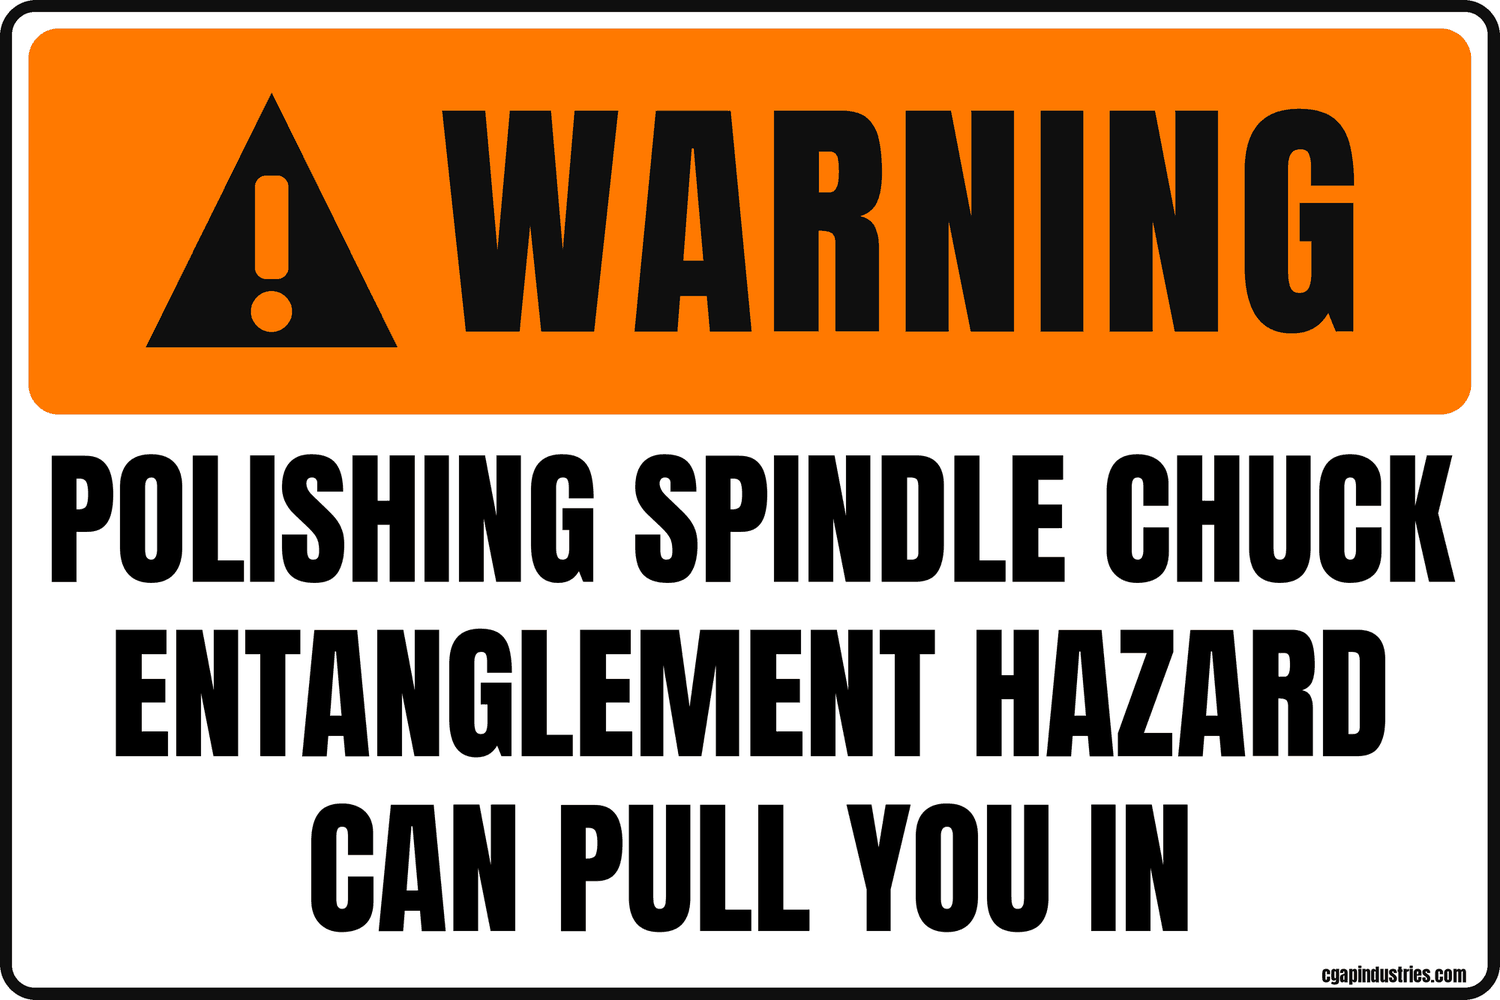 WARNING
POLISHING SPINDLE CHUCK
ENTANGLEMENT HAZARD
CAN PULL YOU IN
cgapindustries.com